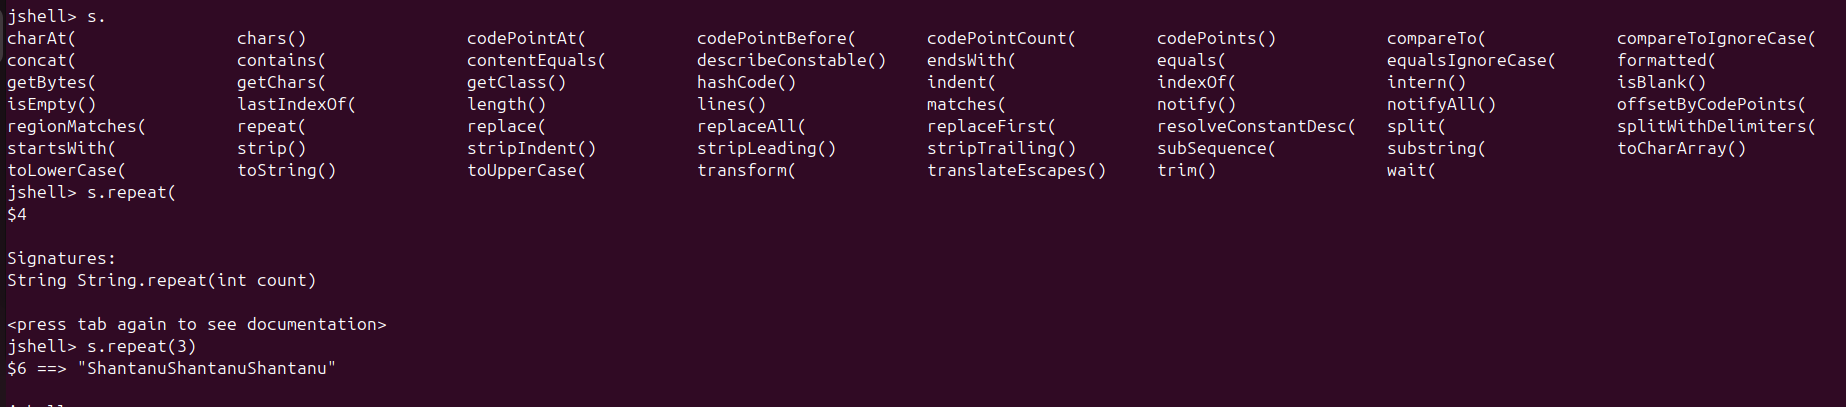 jshell> s.
charAt( chars() codePointAt( codePointBefore( codePointCount( codePoints() compareTo( compareToIgnoreCase(
concat( contains( contentEquals( describeConstable() endsWith( equals( equalsIgnoreCase( formatted(
getBytes( getChars( getClass() hashCode() indent( indexOf( intern() isBlank()
isEmpty() lastIndexOf( length() lines() matches( notify() notifyAll() offsetByCodePoints(
regionMatches( repeat( replace( replaceAll( replaceFirst( resolveConstantDesc( split( splitWithDelimiters(
startsWith( strip() stripIndent() stripLeading() stripTrailing() subSequence( substring( toCharArray()
toLowerCase( toString() toUpperCase( transform( translateEscapes() trim() wait(
jshell> s.repeat(
$4
Signatures:
String String.repeat(int count)
<press tab again to see documentation>
jshell> s.repeat(3)
$6 ==> "ShantanuShantanuShantanu"